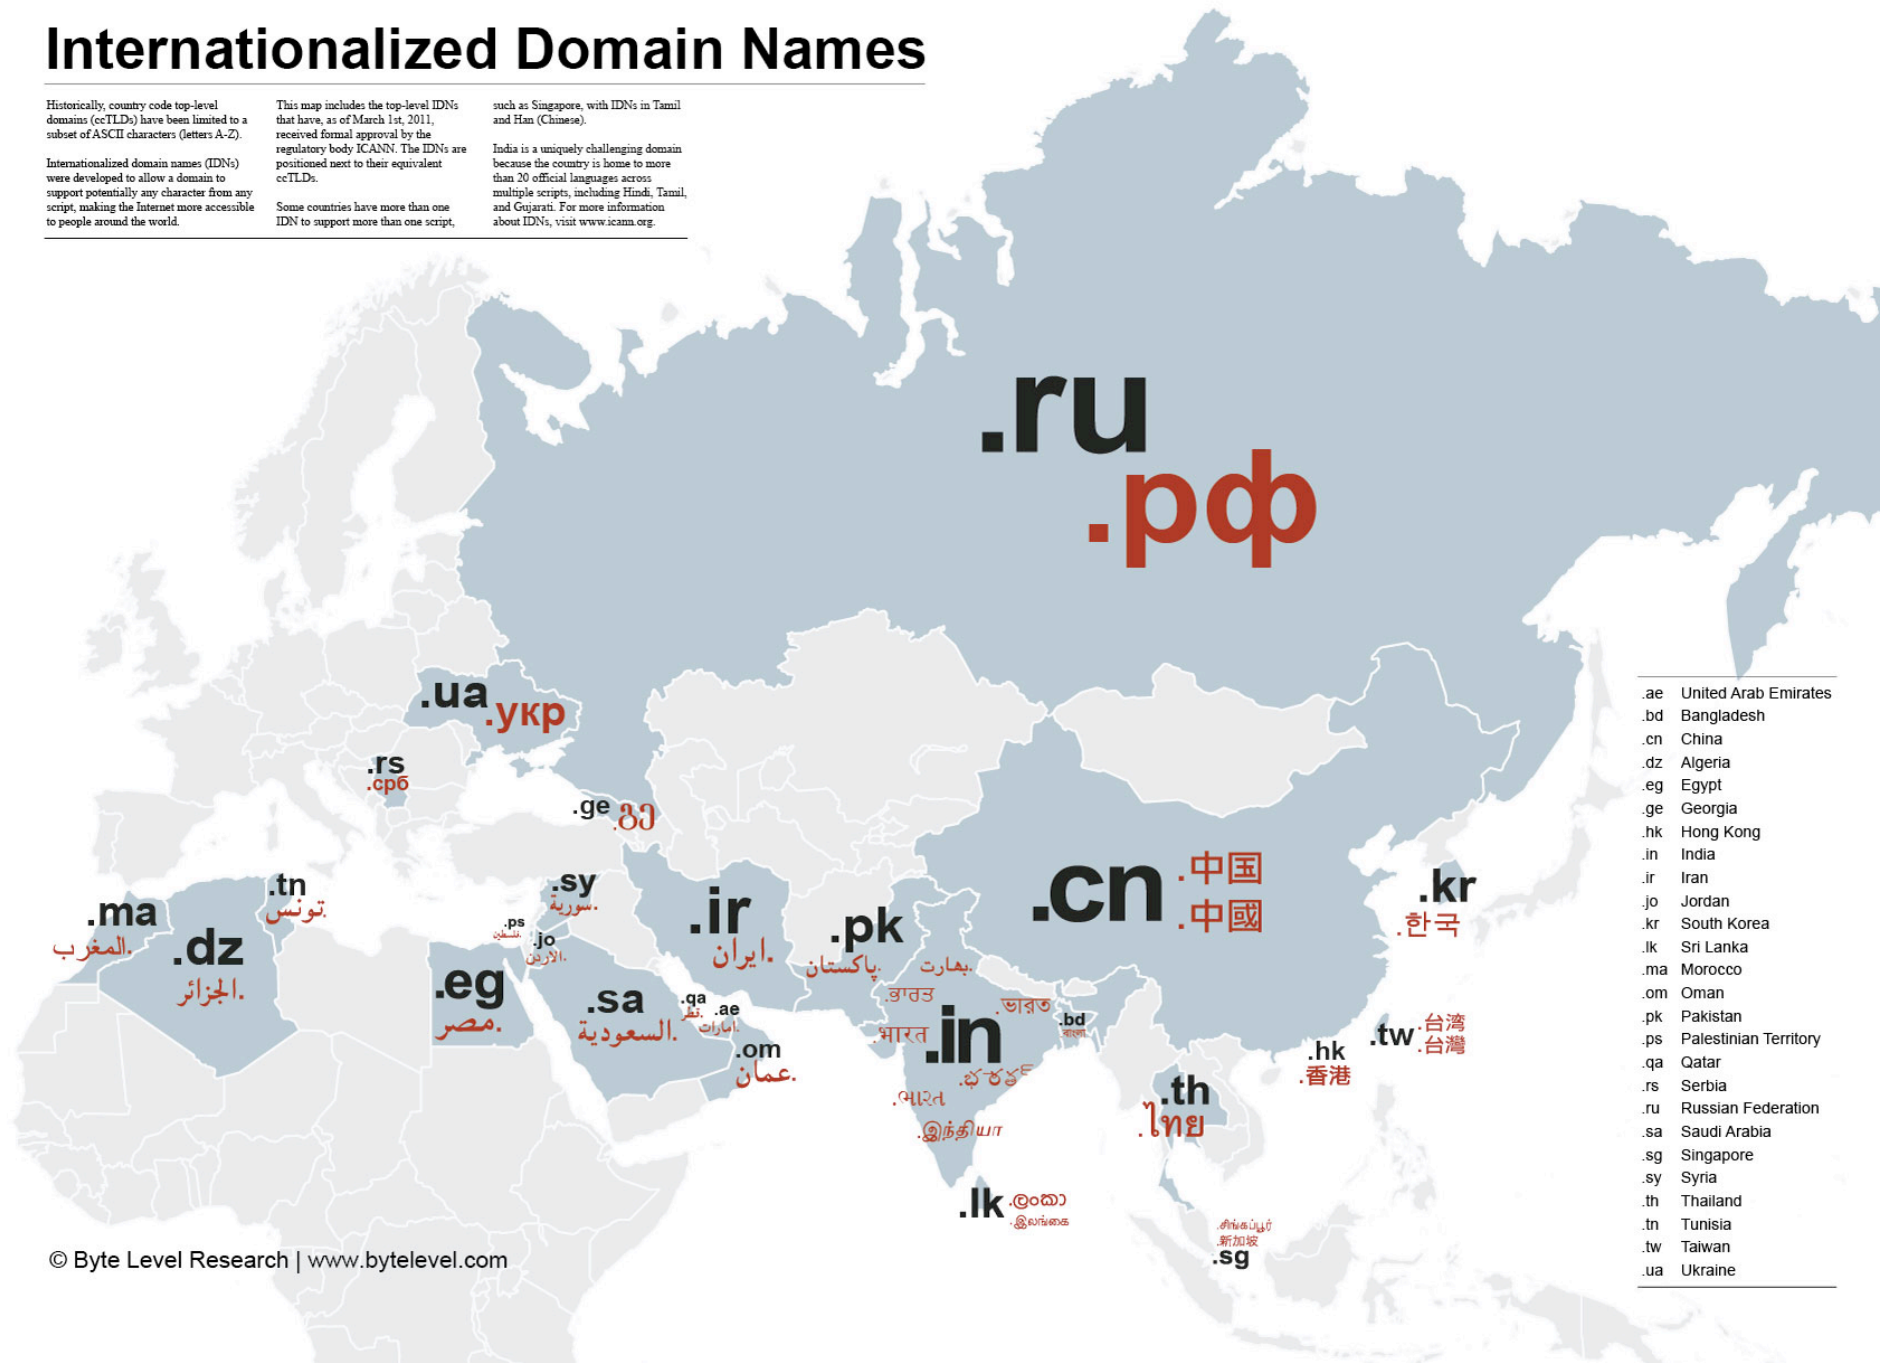 Internationalized Domain Names
Historically, country code top-level
domains (ccTLDs) have been limited to a
subset of ASCII characters (letters A-Z).
Internationalized domain names (IDNs)
were developed to allow a domain to
support potentially any character from any
script, making the Internet more accessible
to people around the world.
This map includes the top-level IDNs
that have, as of March 1st, 2011,
received formal approval by the
regulatory body ICANN. The IDNs are
positioned next to their equivalent
ccTLDs.
Some countries have more than one
IDN to support more than one script,
such as Singapore, with IDNs in Tamil
and Han (Chinese).
India is a uniquely challenging domain
because the country is home to more
than 20 official languages across
multiple scripts, including Hindi, Tamil,
and Gujarati. For more information
about IDNs, visit www.icann.org.
.ru
.рф
.ua
.укр
.rs
.срб
.ge
.გე
.cn
.中国
.中國
.kr
.한국
.tn
تونس.
.ma
المغرب.
.dz
الجزائر.
.sy
سورية.
.ps
فلسطين.
.jo
الاردن.
.ir
ایران.
.pk
پاکستان.
.eg
مصر.
.sa
السعودية.
.qa
قطر.
.ae
امارات.
.om
عمان.
بھارت.
.ਭਾਰਤ
.ভারত
.भारत
.in
.భారత్
.ભારત
.இந்தியா
.bd
.বাংলা
.tw
.台湾
.台灣
.hk
.香港
.th
.ไทย
.lk
.ලංකා
.இலங்கை
.சிங்கப்பூர்
.新加坡
.sg
.ae United Arab Emirates
.bd Bangladesh
.cn China
.dz Algeria
.eg Egypt
.ge Georgia
.hk Hong Kong
.in India
.ir Iran
.jo Jordan
.kr South Korea
.lk Sri Lanka
.ma Morocco
.om Oman
.pk Pakistan
.ps Palestinian Territory
.qa Qatar
.rs Serbia
.ru Russian Federation
.sa Saudi Arabia
.sg Singapore
.sy Syria
.th Thailand
.tn Tunisia
.tw Taiwan
.ua Ukraine
© Byte Level Research | www.bytelevel.com